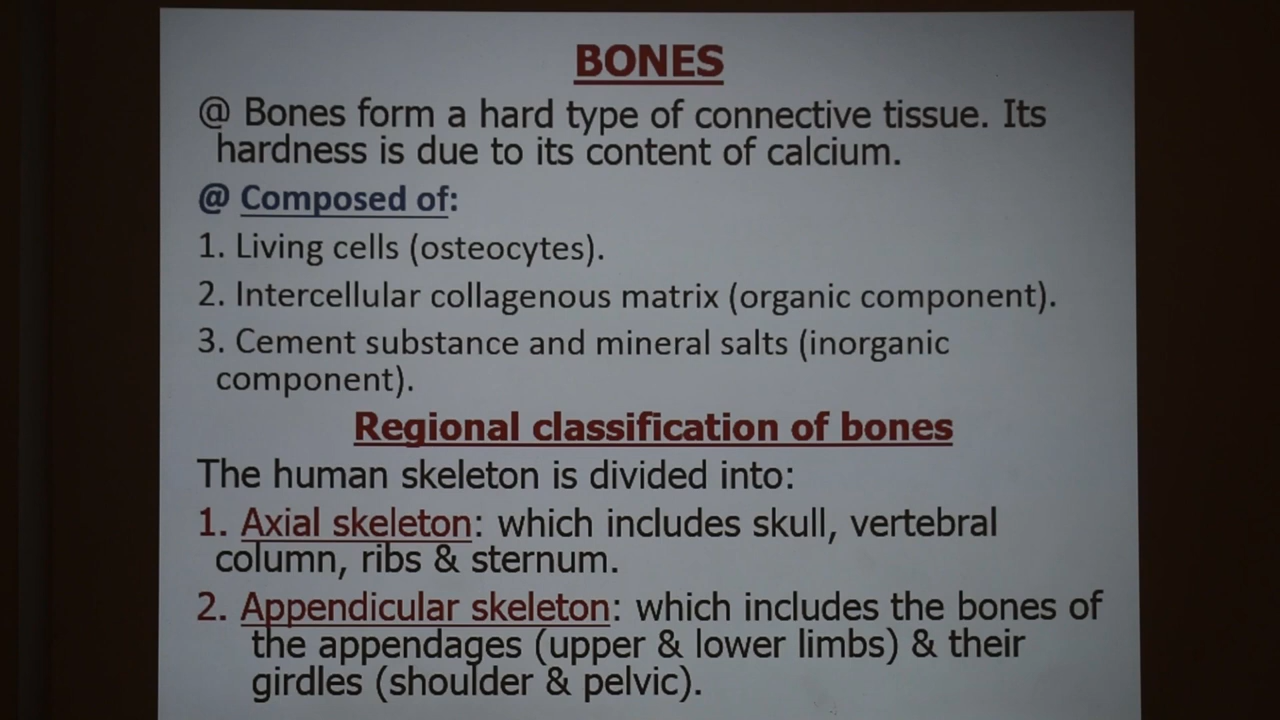 BONES
@ Bones form a hard type of connective tissue. Its
hardness is due to its content of calcium.
@ Composed of:
1. Living cells (osteocytes).
2. Intercellular collagenous matrix (organic component).
3. Cement substance and mineral salts (inorganic
component).
Regional classification of bones
The human skeleton is divided into:
1. Axial skeleton: which includes skull, vertebral
column, ribs & sternum.
2. Appendicular skeleton: which includes the bones of
the appendages (upper & lower limbs) & their
girdles (shoulder & pelvic).